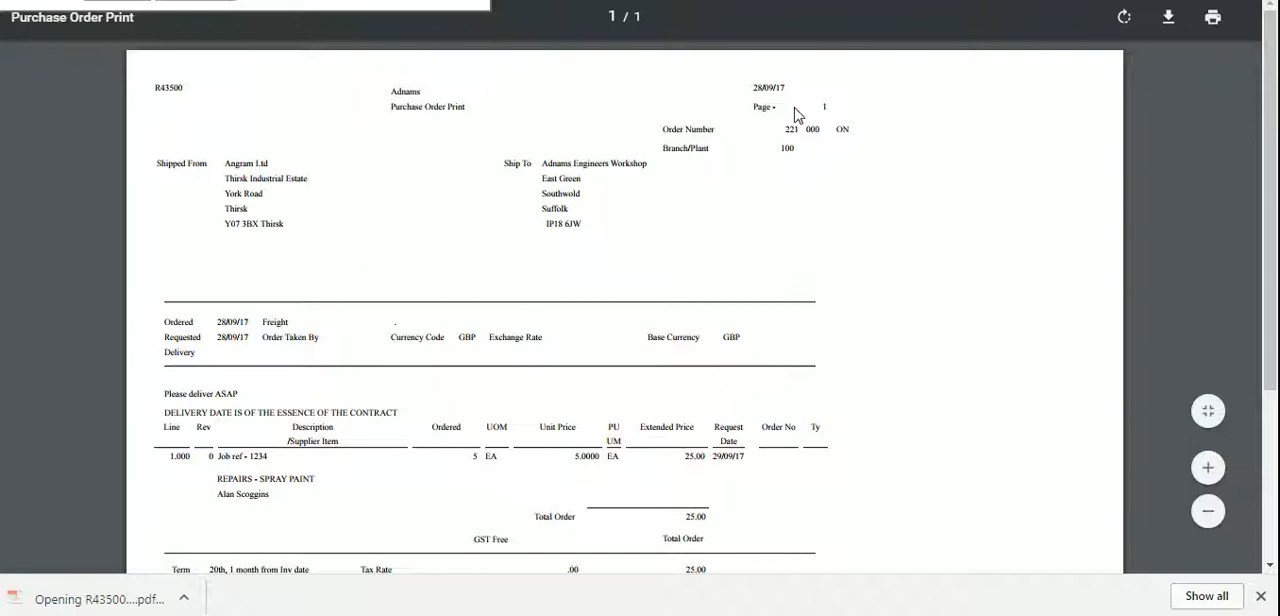 Purchase Order Print
1 / 1
R43500
Adnams
28/09/17
Purchase Order Print
Page - 1
Order Number 221 000 ON
Branch/Plant 100
Shipped From Angram Ltd
Ship To Adnams Engineers Workshop
Thirsk Industrial Estate
East Green
York Road
Southwold
Thirsk
Suffolk
Y07 3BX Thirsk
IP18 6JW
Ordered 28/09/17 Freight -
Requested 28/09/17 Order Taken By Currency Code GBP Exchange Rate Base Currency GBP
Delivery
Please deliver ASAP
DELIVERY DATE IS OF THE ESSENCE OF THE CONTRACT
Line Rev Description Ordered UOM Unit Price PU Extended Price Request Order No Ty
/Supplier Item UM Date
1.000 0 Job ref - 1234 5 EA 5.0000 EA 25.00 29/09/17
REPAIRS - SPRAY PAINT
Alan Scoggins
Total Order 25.00
GST Free Total Order
Term 20th, 1 month from Inv date Tax Rate .00 25.00
Opening R43500....pdf...
Show all